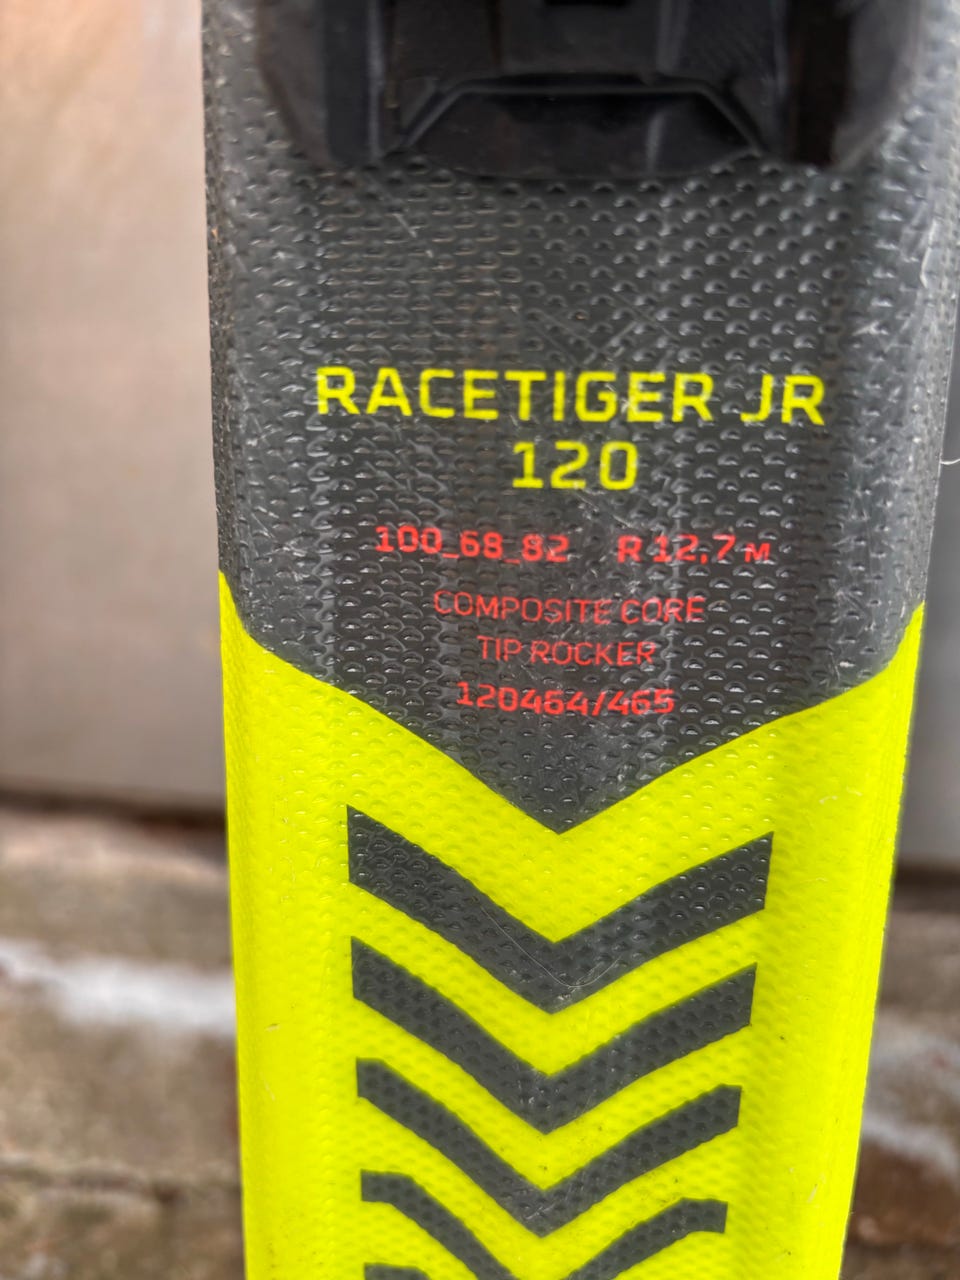 RACETIGER JR
120
100_68_82 R 12,7 M
COMPOSITE CORE
TIP ROCKER
120464/465